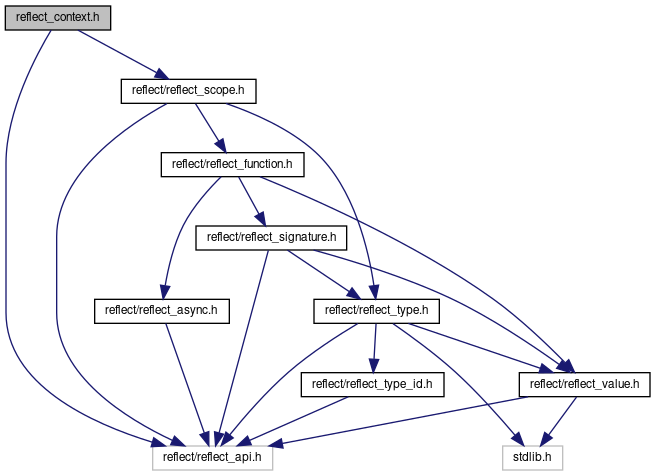 reflect_context.h
reflect/reflect_scope.h
reflect/reflect_function.h
reflect/reflect_signature.h
reflect/reflect_async.h
reflect/reflect_type.h
reflect/reflect_type_id.h
reflect/reflect_value.h
reflect/reflect_api.h
stdlib.h